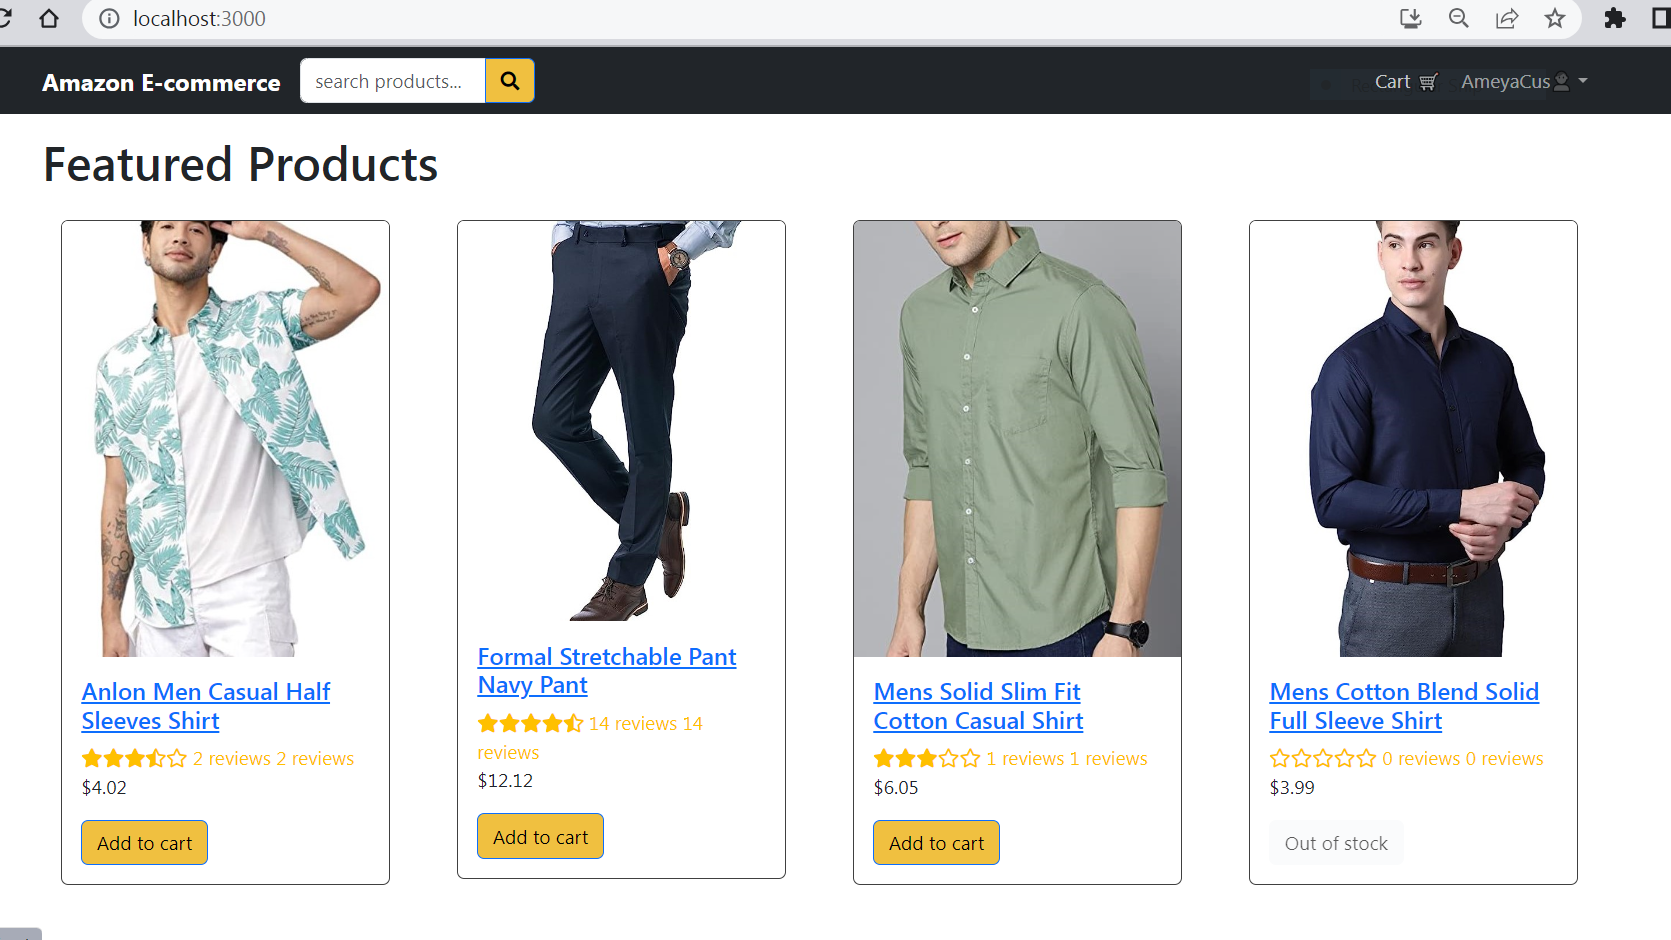 localhost:3000
Amazon E-commerce
search products...
Cart
AmeyaCus
Featured Products
Anlon Men Casual Half
Sleeves Shirt
2 reviews 2 reviews
$4.02
Add to cart
Formal Stretchable Pant
Navy Pant
14 reviews 14
reviews
$12.12
Add to cart
Mens Solid Slim Fit
Cotton Casual Shirt
1 reviews 1 reviews
$6.05
Add to cart
Mens Cotton Blend Solid
Full Sleeve Shirt
0 reviews 0 reviews
$3.99
Out of stock